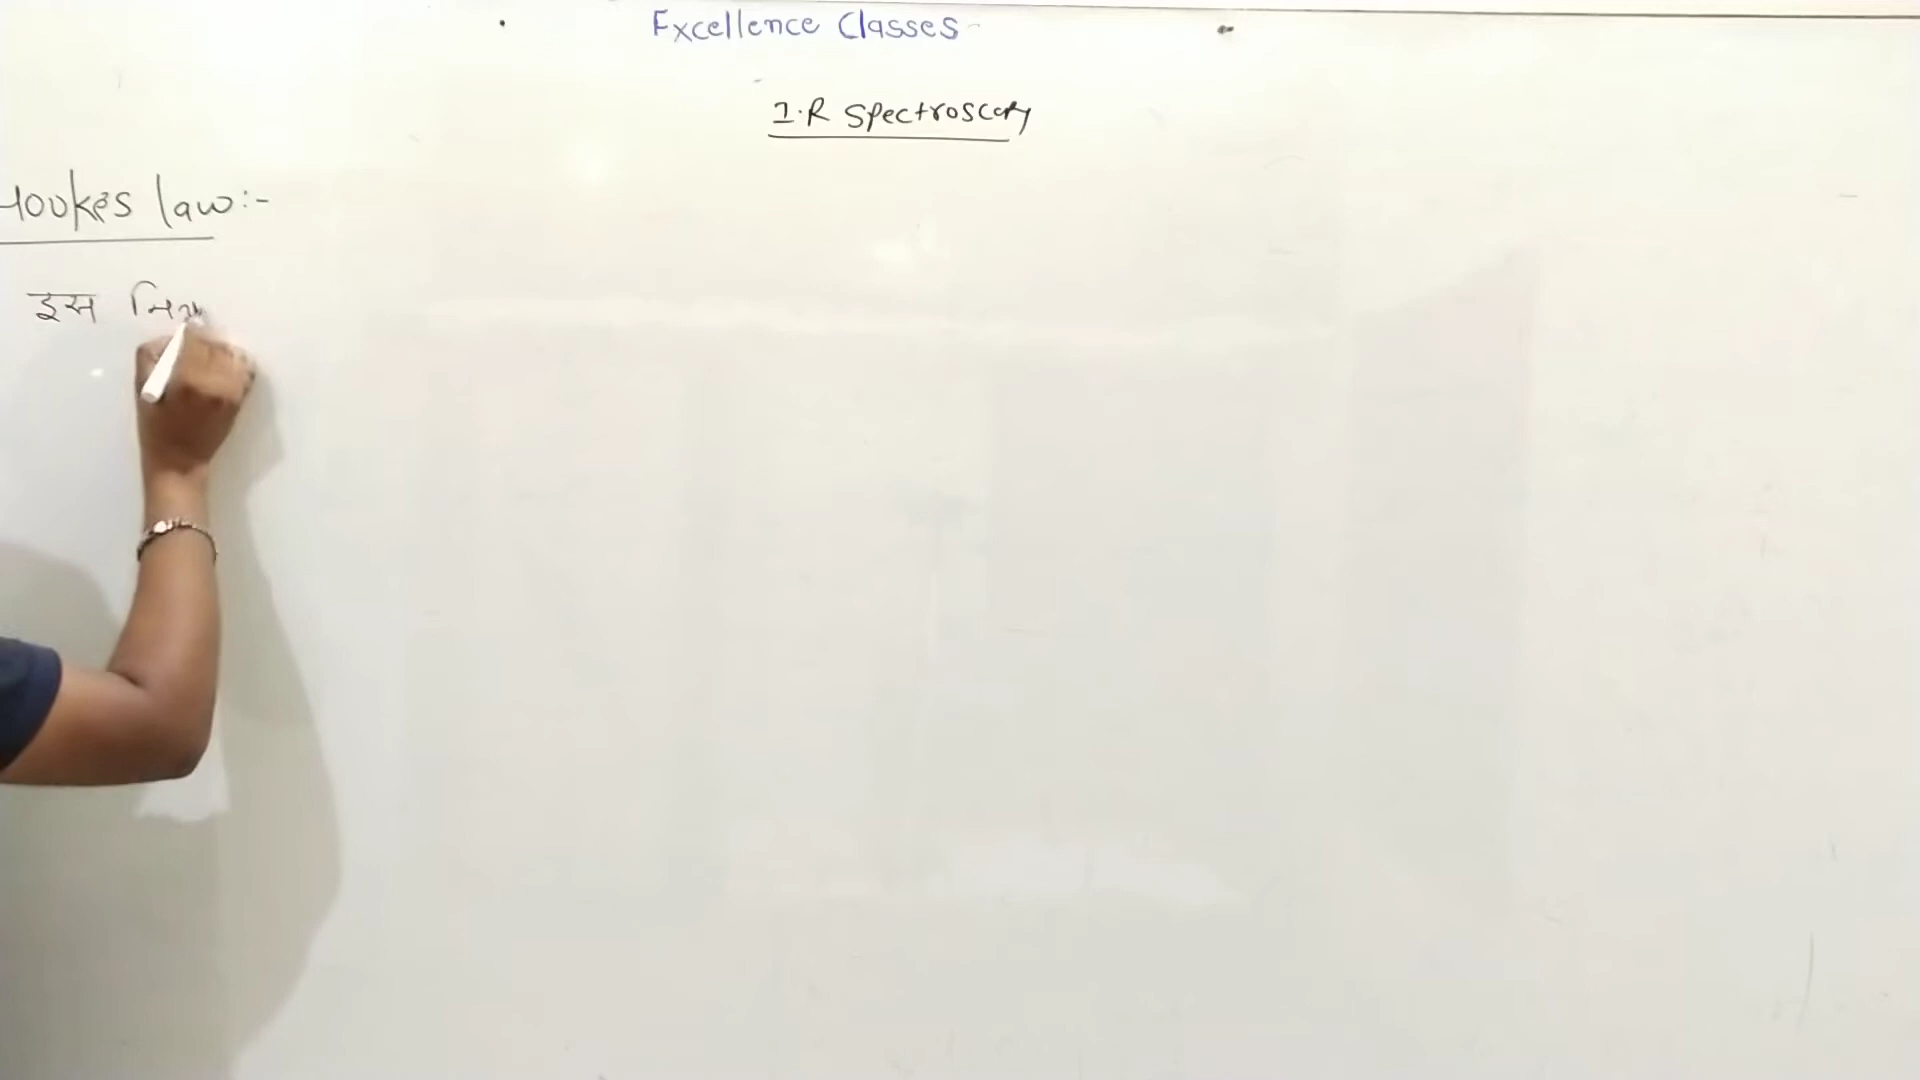 Excellence Classes
I.R Spectroscopy
Hookes law:-
इस निय